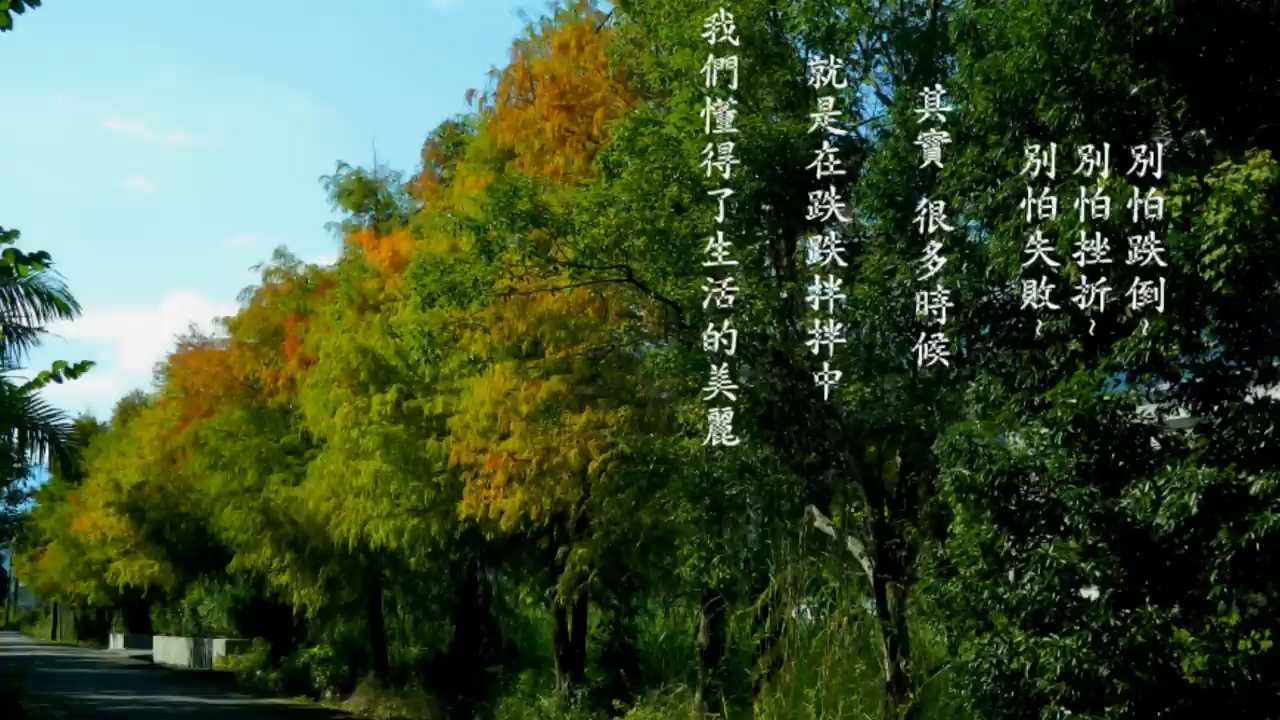 別怕跌倒~
別怕挫折~
別怕失敗~
其實 很多時候
就是在跌跌拌拌中
我們懂得了生活的美麗